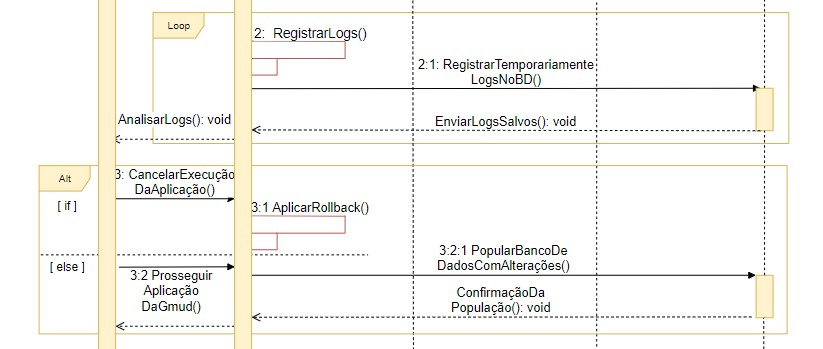 Loop
2:  RegistrarLogs()
2:1: RegistrarTemporariamente
LogsNoBD()
AnalisarLogs(): void
EnviarLogsSalvos(): void
Alt
3: CancelarExecução
DaAplicação()
[ if ]
3:1 AplicarRollback()
[ else ]
3:2 Prosseguir
Aplicação
DaGmud()
3:2:1 PopularBancoDe
DadosComAlterações()
ConfirmaçãoDa
População(): void